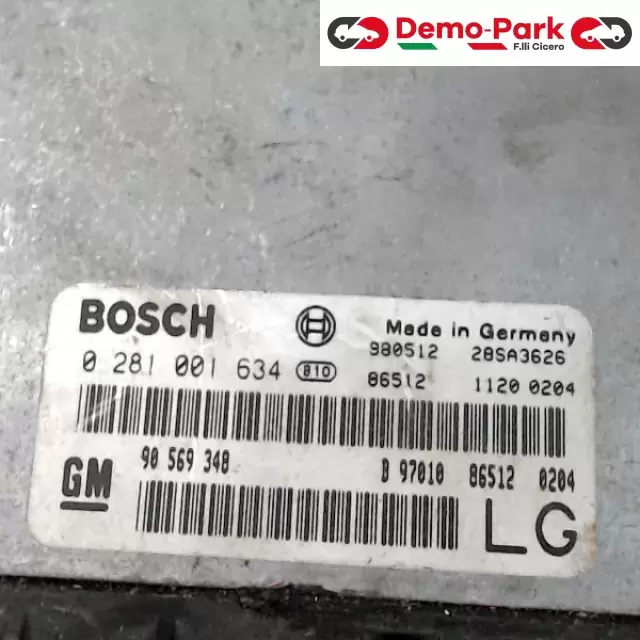 Demo-Park
F.lli Cicero
BOSCH
Made in Germany
980512 28SA3626
0 281 001 634 810
86512 1120 0204
90 569 348 B 97010 86512 0204
GM
LG